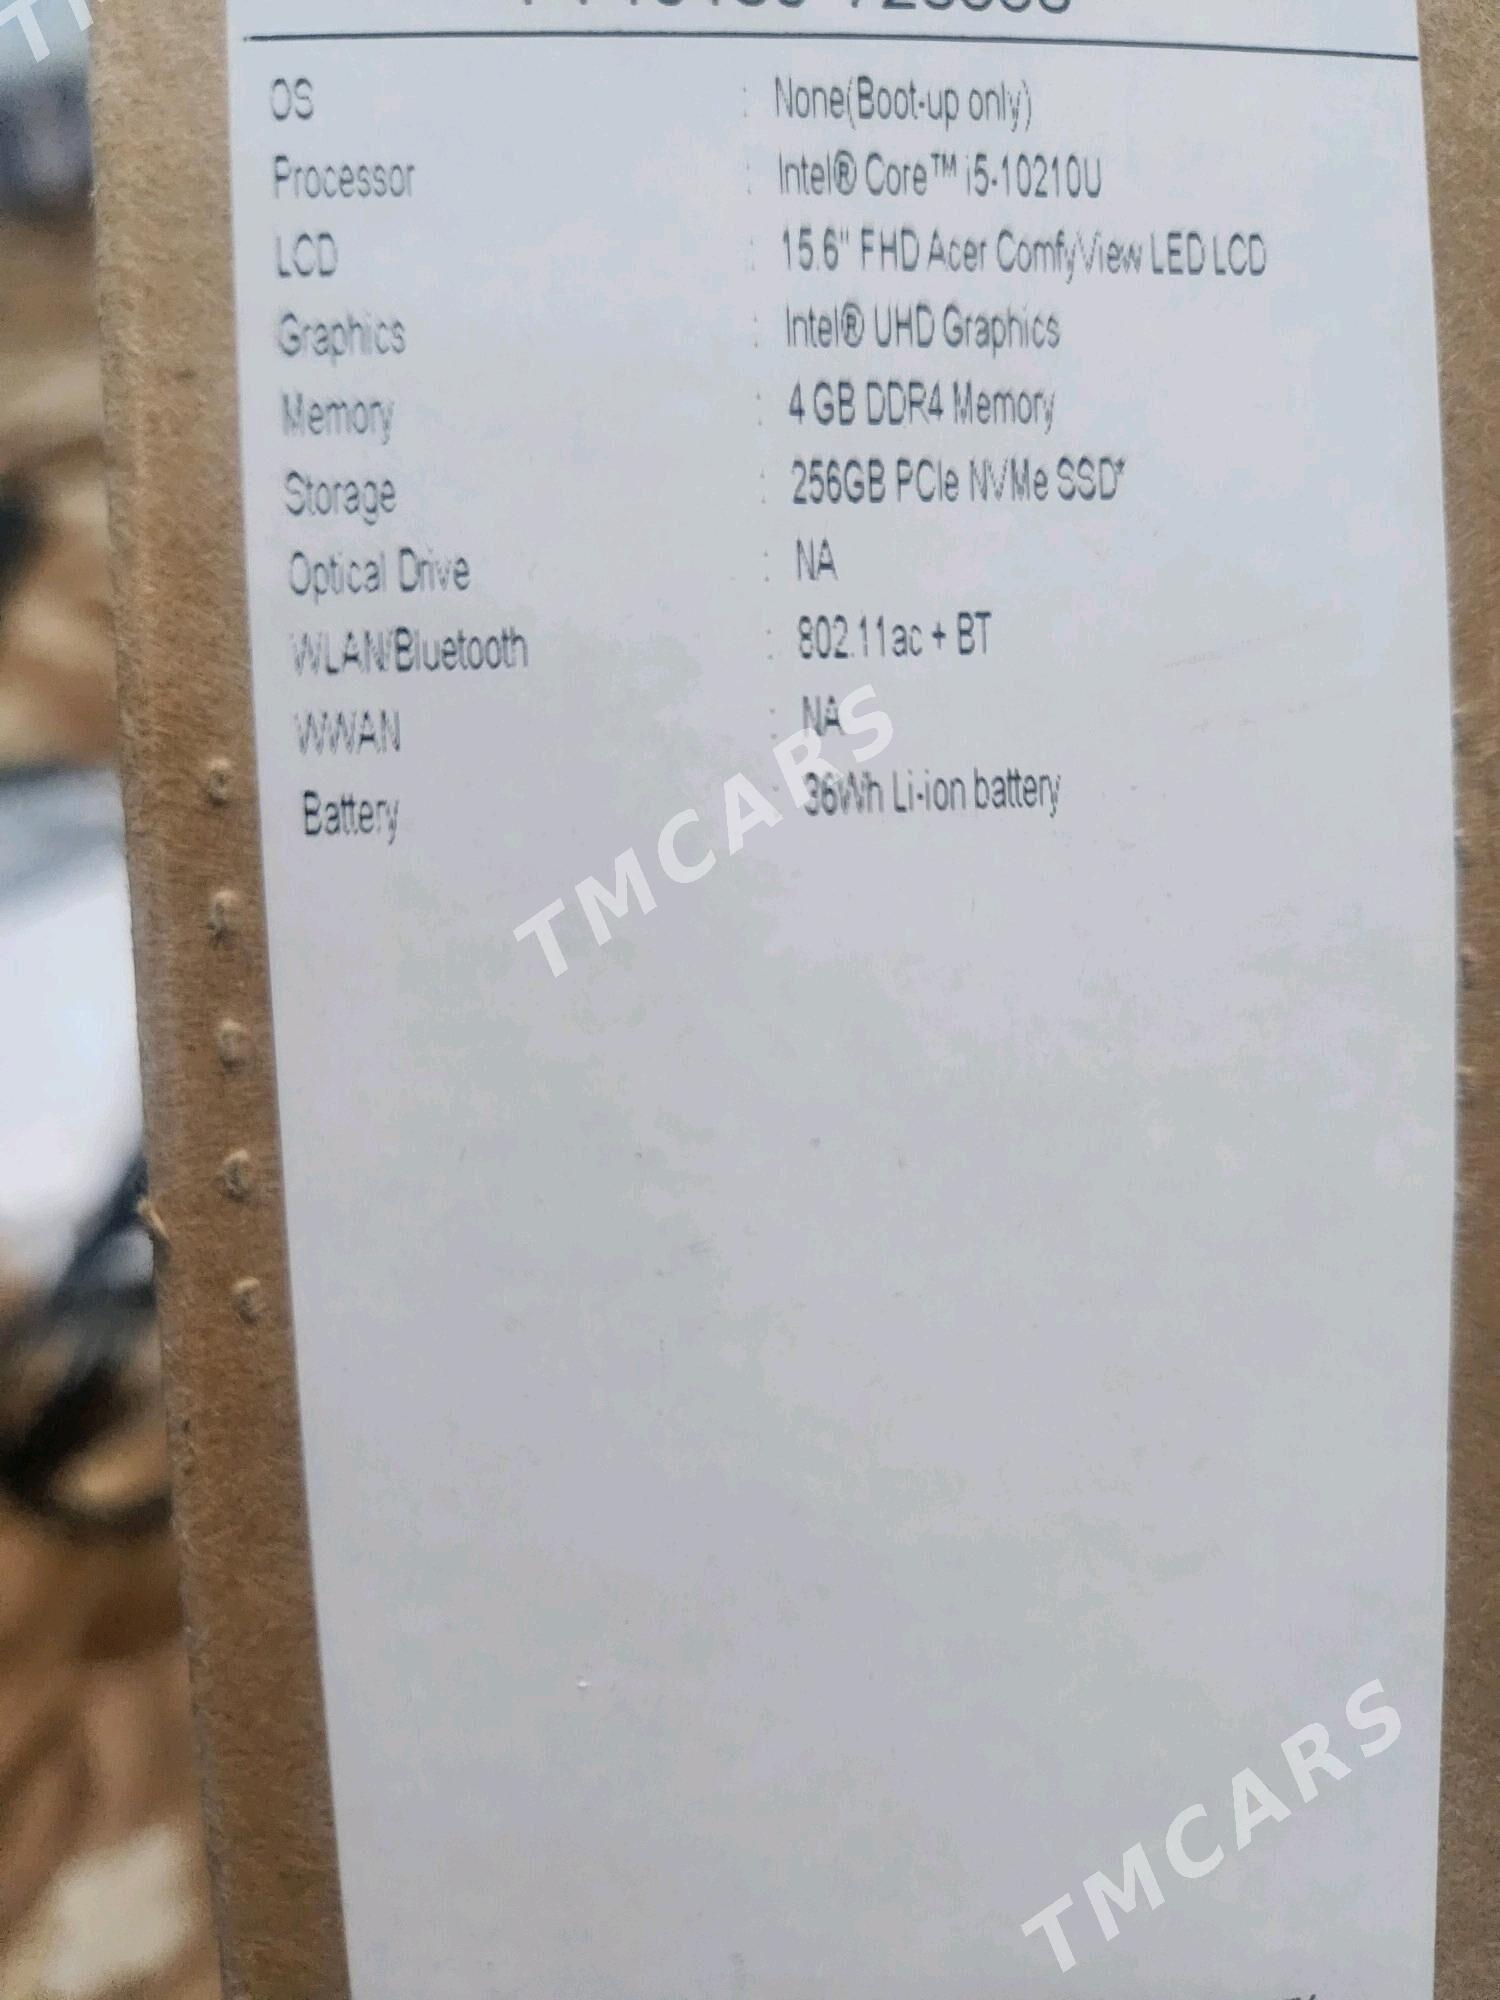 OS : None(Boot-up only)
Processor : Intel® Core™ i5-10210U
LCD : 15.6" FHD Acer ComfyView LED LCD
Graphics : Intel® UHD Graphics
Memory : 4 GB DDR4 Memory
Storage : 256GB PCIe NVMe SSD*
Optical Drive : NA
WLAN/Bluetooth : 802.11ac + BT
WWAN : NA
Battery : 36Wh Li-ion battery
TMCARS
TMCARS